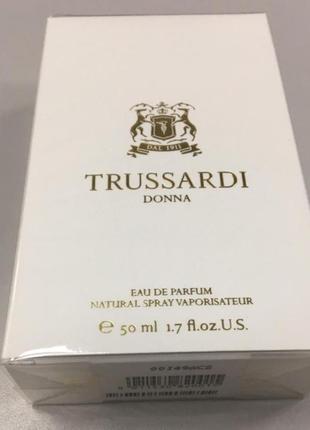 DAL 1911
TRUSSARDI
DONNA
EAU DE PARFUM
NATURAL SPRAY VAPORISATEUR
e 50 ml 1.7 fl.oz.U.S.